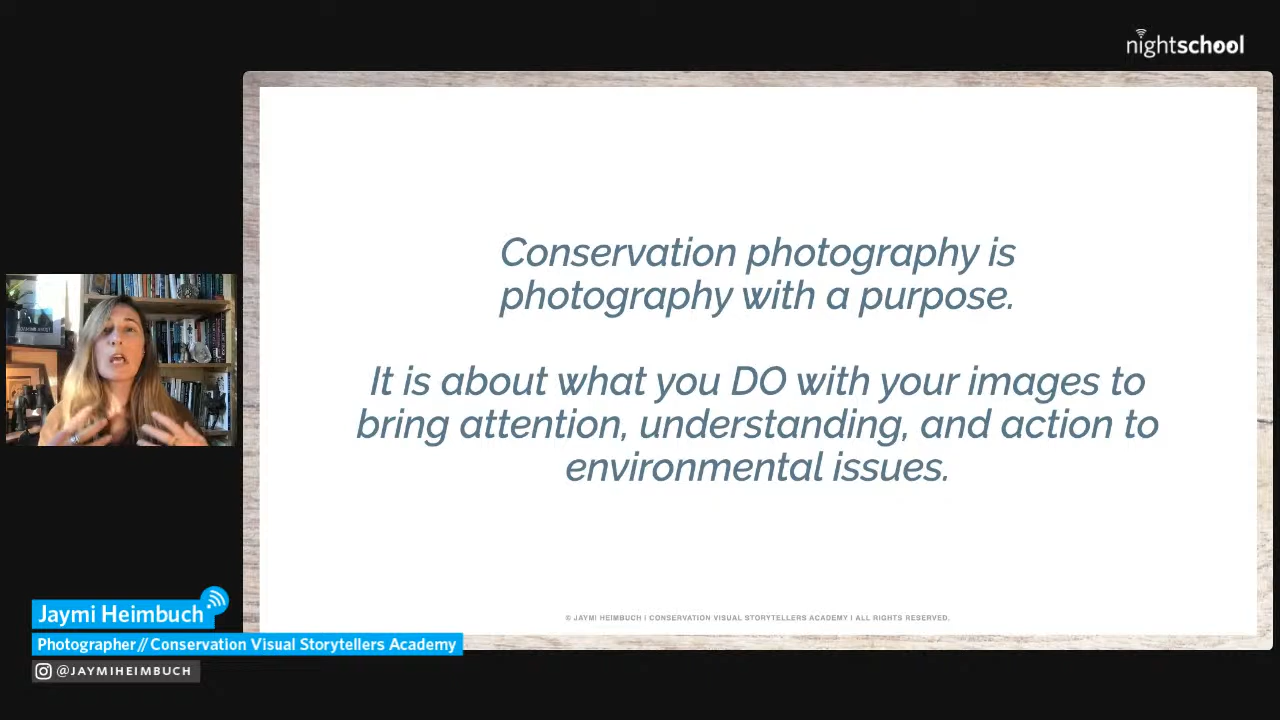 nightschool
Conservation photography is
photography with a purpose.
It is about what you DO with your images to
bring attention, understanding, and action to
environmental issues.
© JAYMI HEIMBUCH I CONSERVATION VISUAL STORYTELLERS ACADEMY I ALL RIGHTS RESERVED.
Jaymi Heimbuch
Photographer//Conservation Visual Storytellers Academy
@JAYMIHEIMBUCH